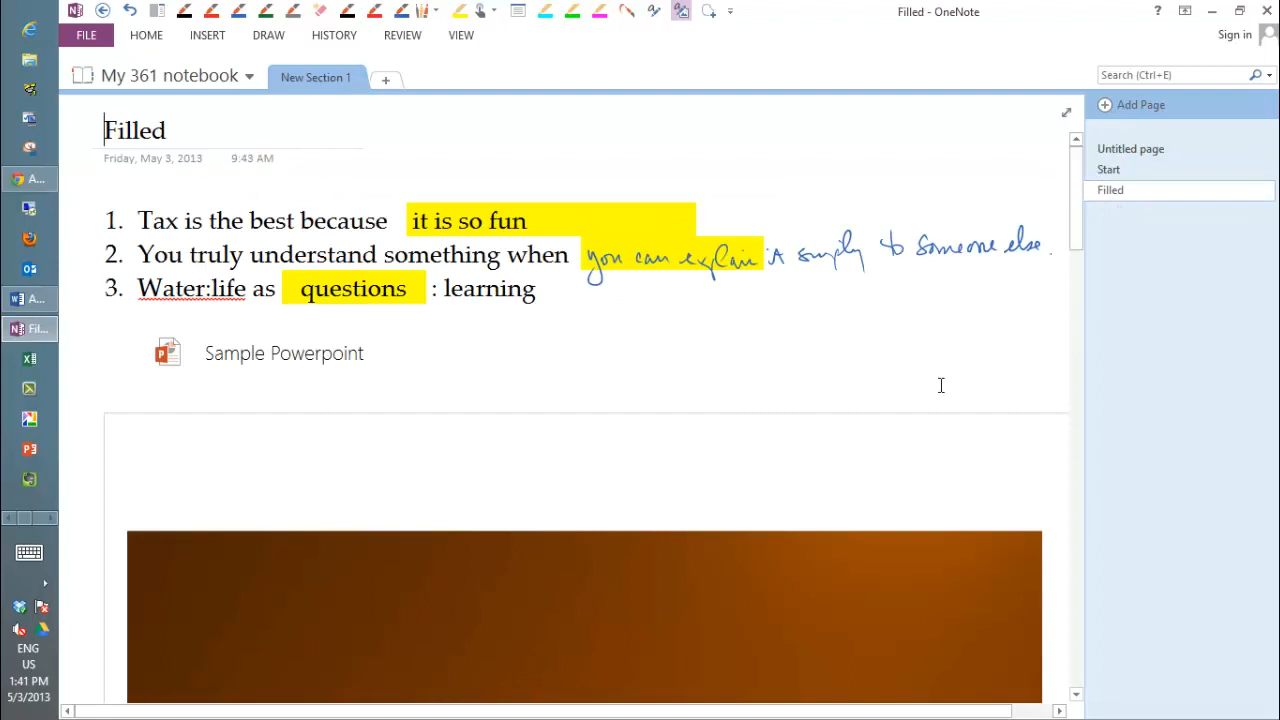 Filled - OneNote
?
Sign in
FILE HOME INSERT DRAW HISTORY REVIEW VIEW
My 361 notebook
New Section 1
Search (Ctrl+E)
Add Page
Untitled page
Start
Filled
Filled
Friday, May 3, 2013 9:43 AM
1. Tax is the best because it is so fun
2. You truly understand something when you can explain it simply to someone else.
3. Water:life as questions : learning
Sample Powerpoint
A...
A...
Fil...
ENG
US
1:41 PM
5/3/2013